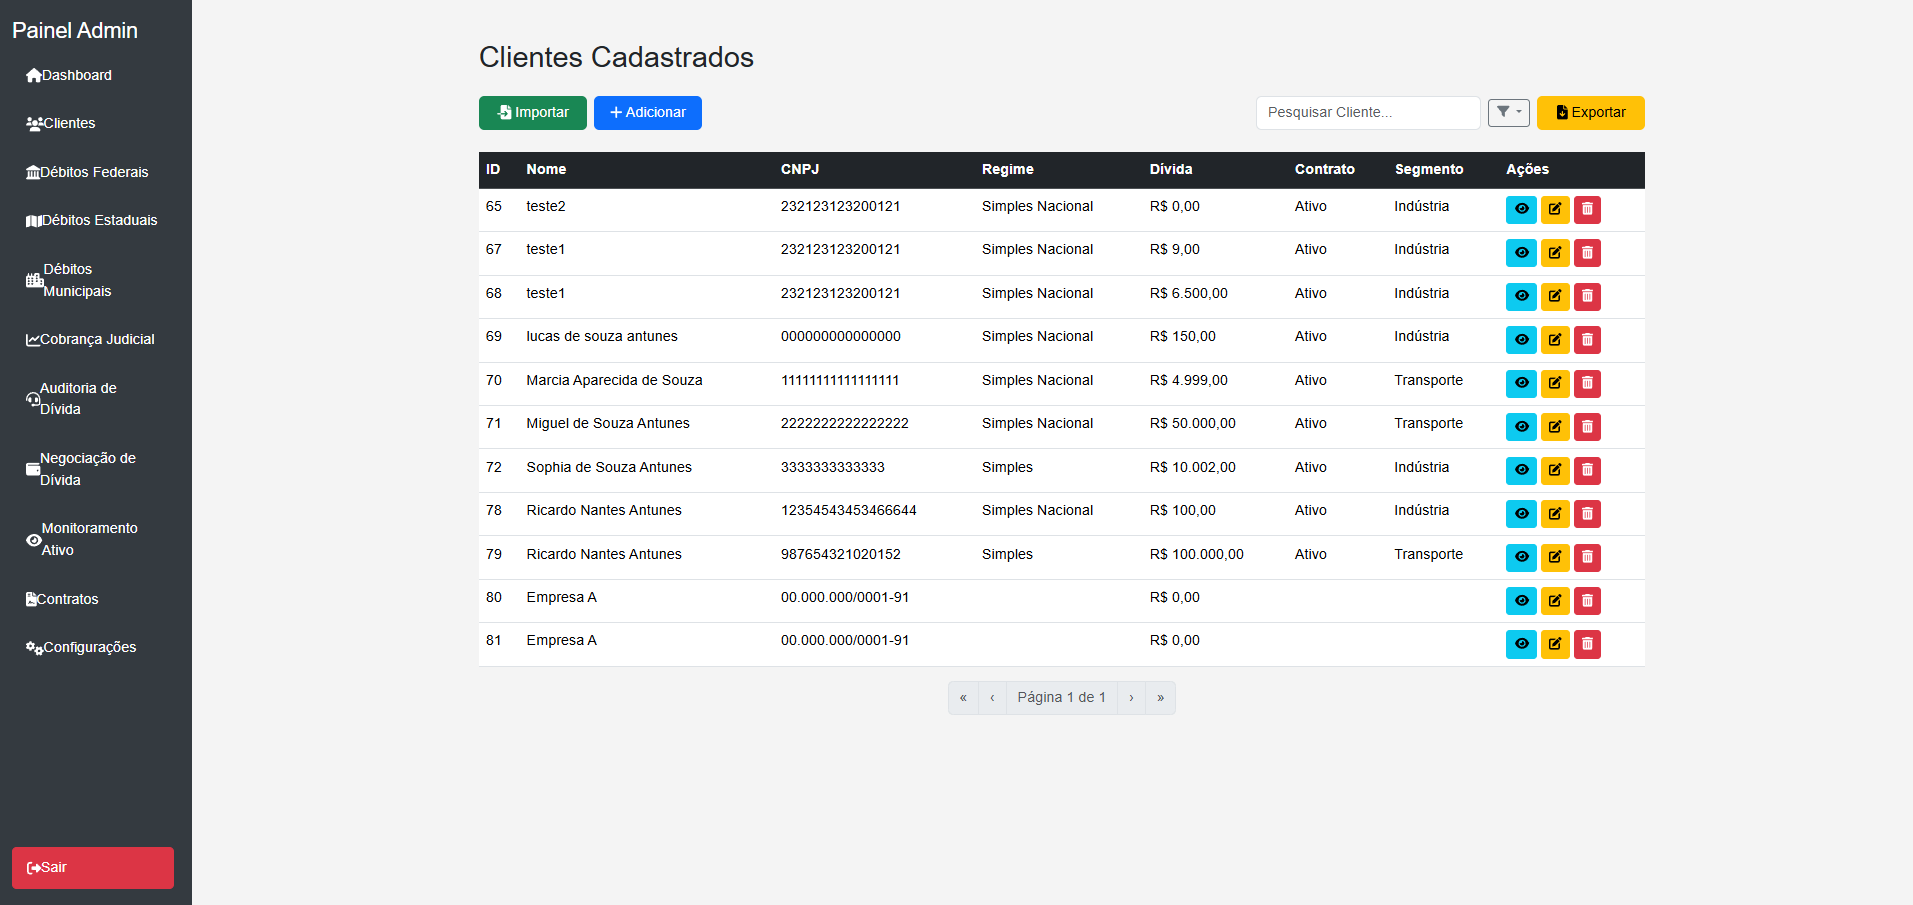 Painel Admin
Dashboard
Clientes
Débitos Federais
Débitos Estaduais
Débitos
Municipais
Cobrança Judicial
Auditoria de
Dívida
Negociação de
Dívida
Monitoramento
Ativo
Contratos
Configurações
Sair
Clientes Cadastrados
Importar Adicionar Pesquisar Cliente... Exportar
ID Nome CNPJ Regime Dívida Contrato Segmento Ações
65 teste2 232123123200121 Simples Nacional R$ 0,00 Ativo Indústria
67 teste1 232123123200121 Simples Nacional R$ 9,00 Ativo Indústria
68 teste1 232123123200121 Simples Nacional R$ 6.500,00 Ativo Indústria
69 lucas de souza antunes 000000000000000 Simples Nacional R$ 150,00 Ativo Indústria
70 Marcia Aparecida de Souza 11111111111111111 Simples Nacional R$ 4.999,00 Ativo Transporte
71 Miguel de Souza Antunes 2222222222222222 Simples Nacional R$ 50.000,00 Ativo Transporte
72 Sophia de Souza Antunes 3333333333333 Simples R$ 10.002,00 Ativo Indústria
78 Ricardo Nantes Antunes 12354543453466644 Simples Nacional R$ 100,00 Ativo Indústria
79 Ricardo Nantes Antunes 987654321020152 Simples R$ 100.000,00 Ativo Transporte
80 Empresa A 00.000.000/0001-91 R$ 0,00
81 Empresa A 00.000.000/0001-91 R$ 0,00
« ‹ Página 1 de 1 › »